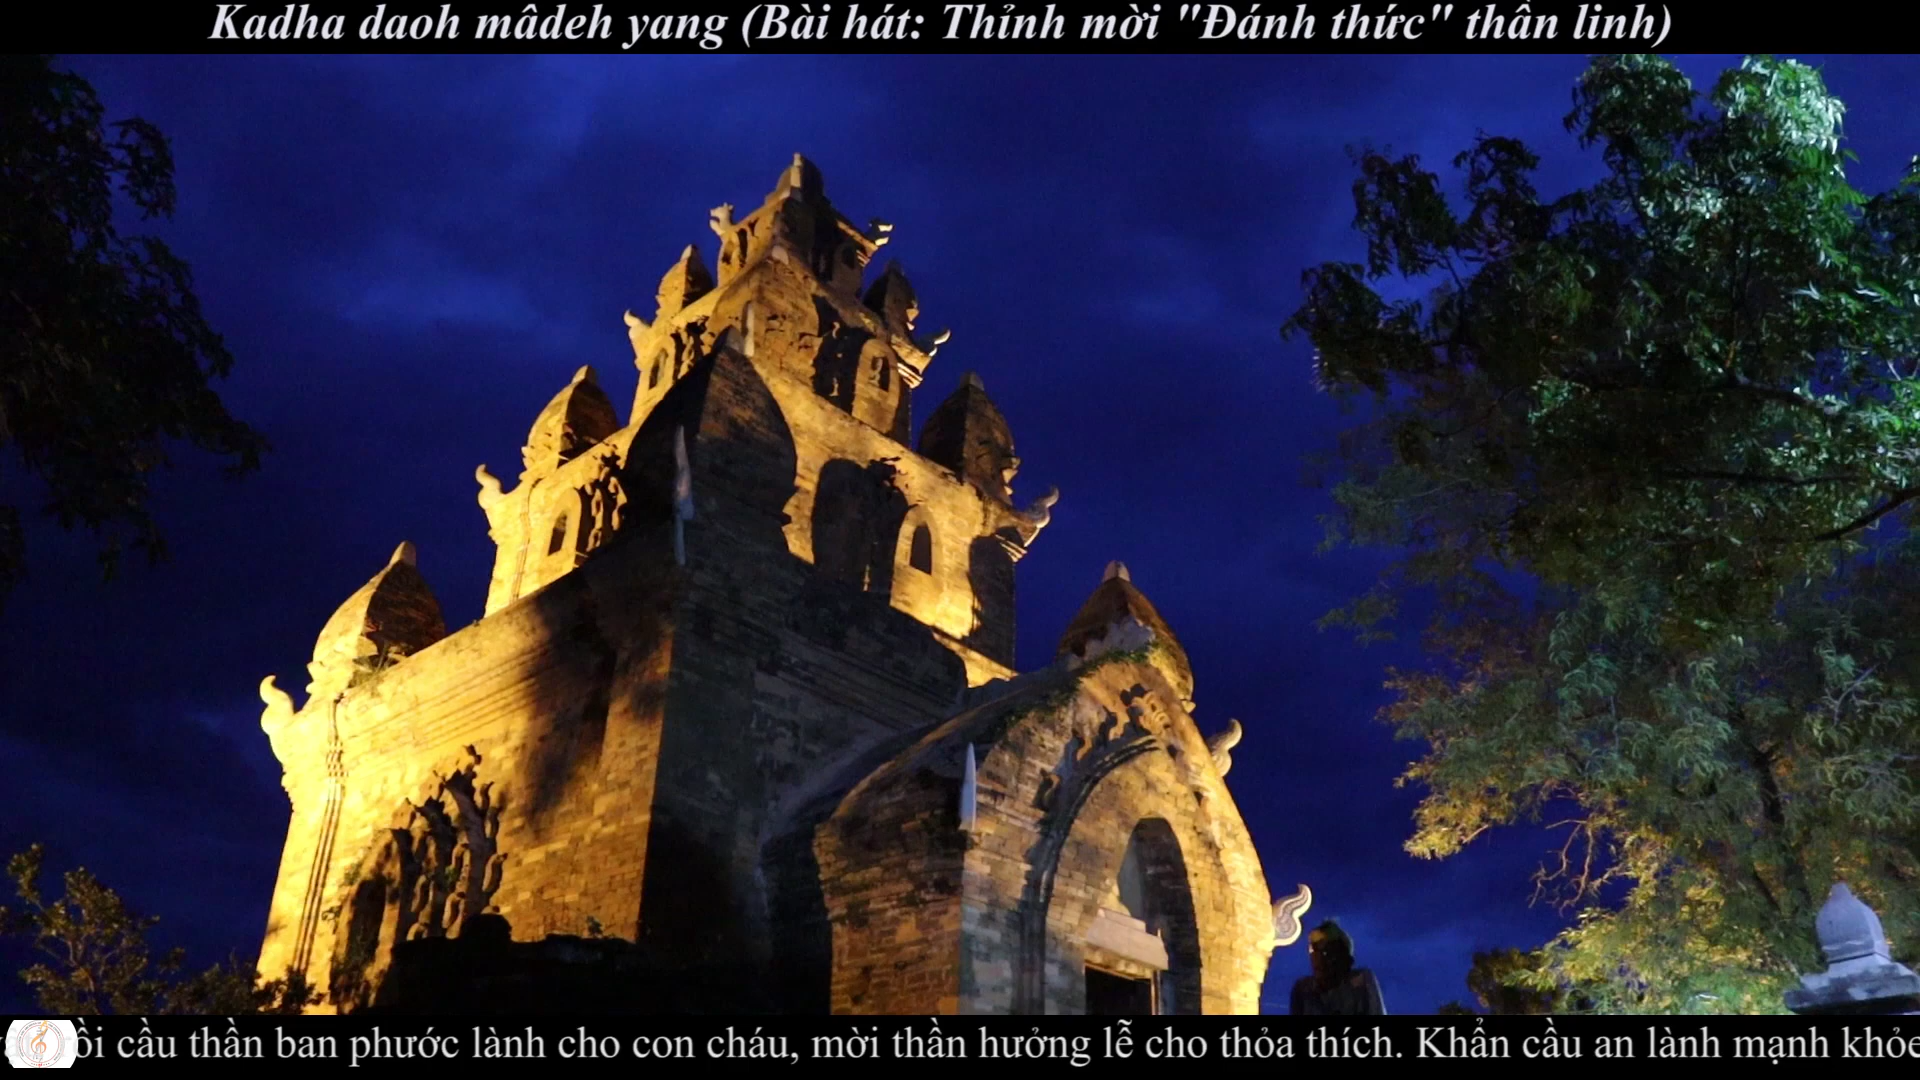 Kadha daoh mâdeh yang (Bài hát: Thỉnh mời "Đánh thức" thần linh)
cầu thần ban phước lành cho con cháu, mời thần hưởng lễ cho thỏa thích. Khẩn cầu an lành mạnh khỏe